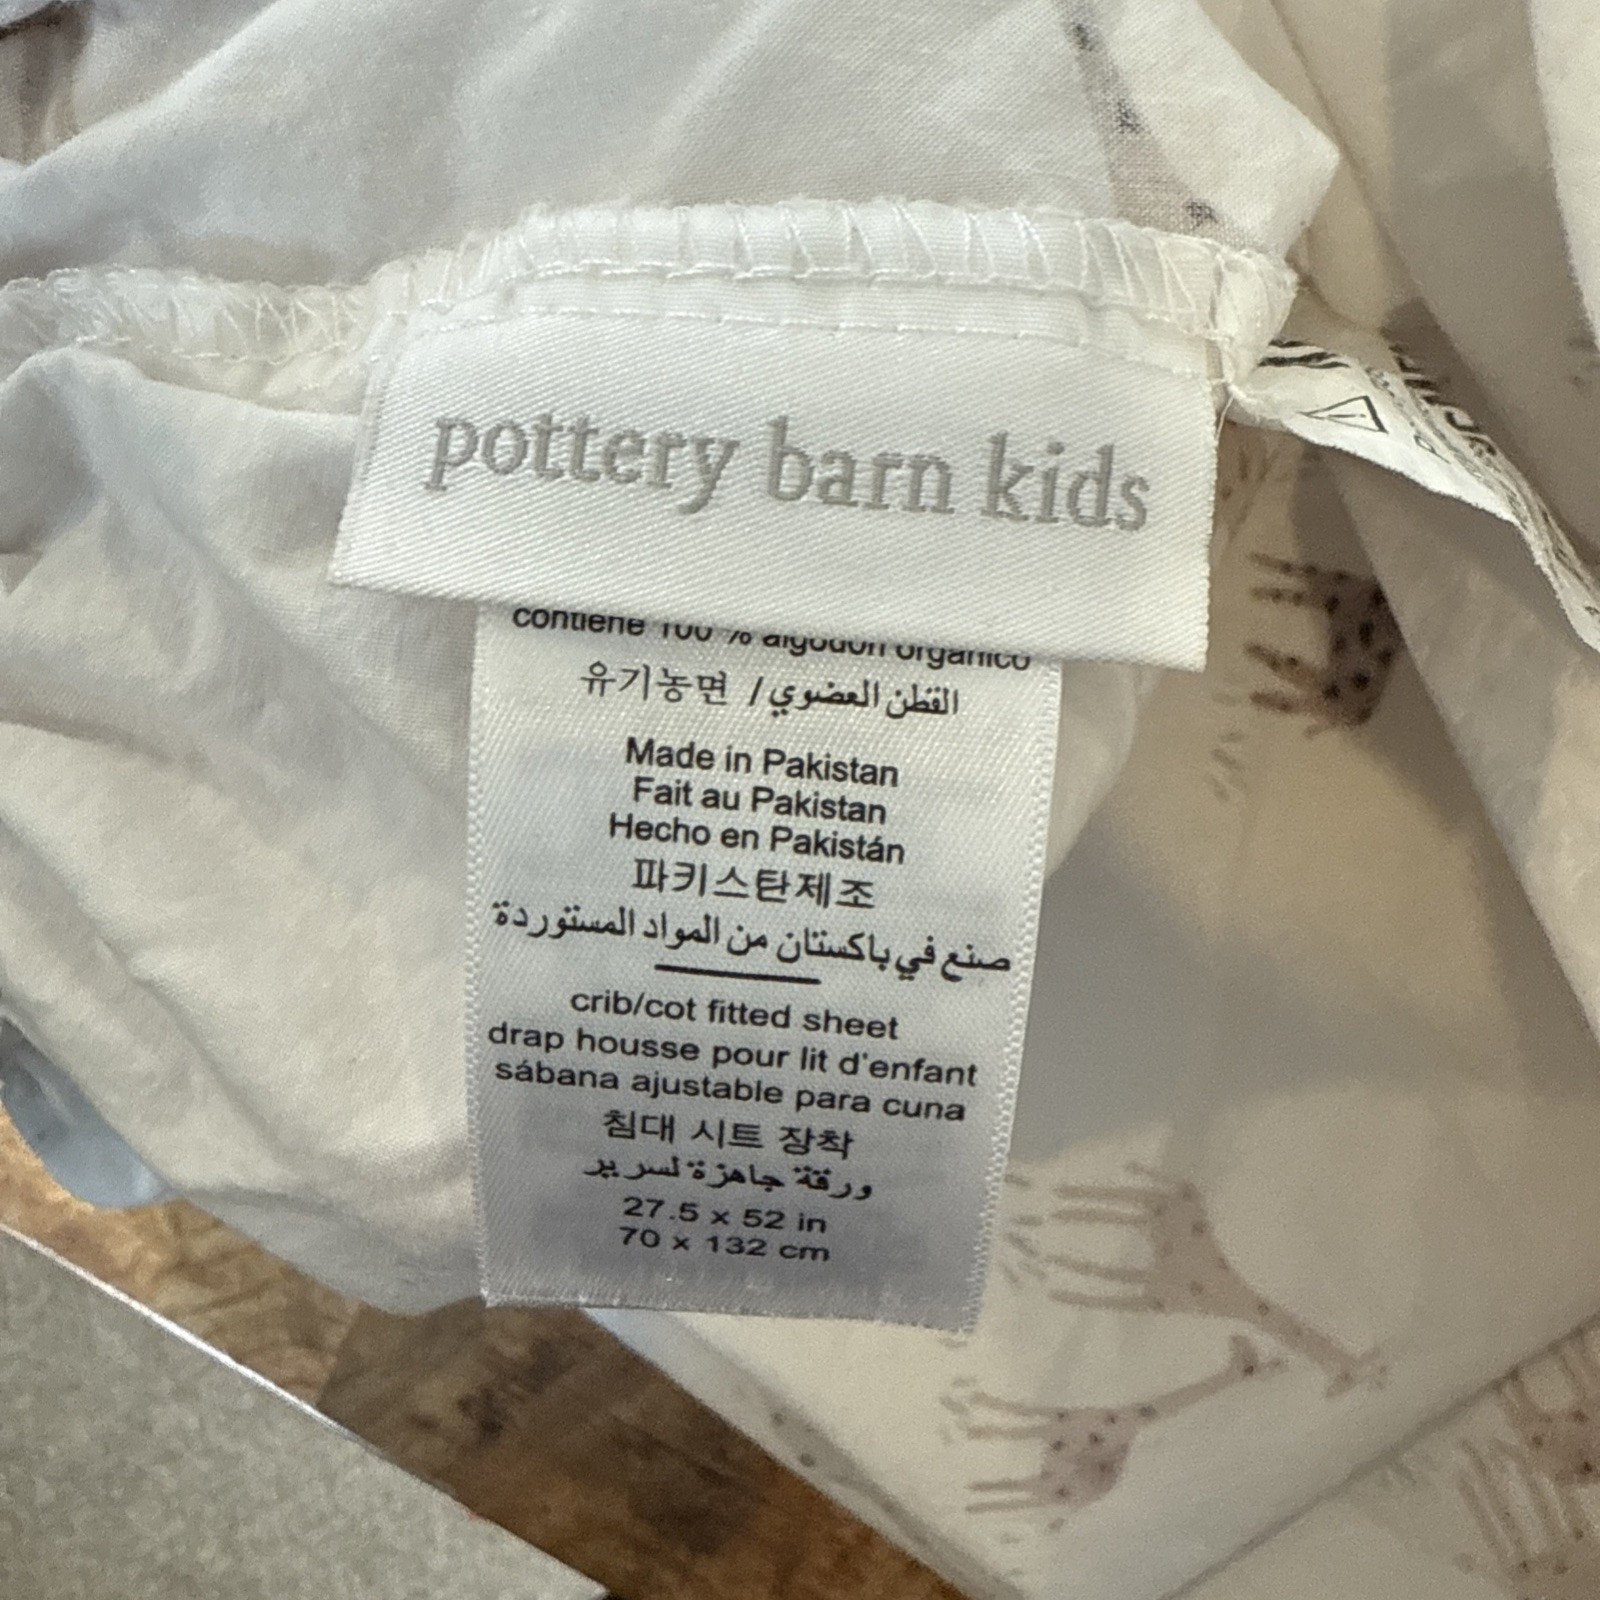 pottery barn kids
contiene 100 % algodón orgánico
유기농면 / القطن العضوي
Made in Pakistan
Fait au Pakistan
Hecho en Pakistán
파키스탄제조
صنع في باكستان من المواد المستوردة
crib/cot fitted sheet
drap housse pour lit d'enfant
sábana ajustable para cuna
침대 시트 장착
ورقة جاهزة لسرير
27.5 x 52 in
70 x 132 cm